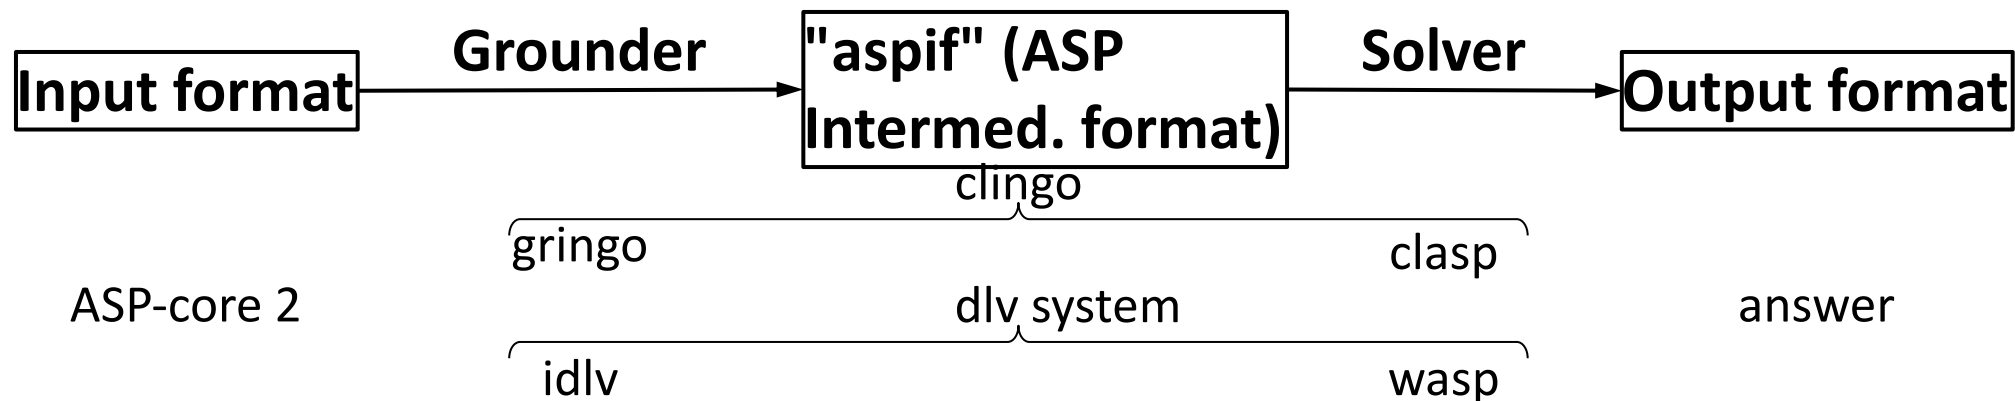 Input format
Grounder
"aspif" (ASP
Intermed. format)
Solver
Output format
clingo
gringo
clasp
ASP-core 2
dlv system
answer
idlv
wasp